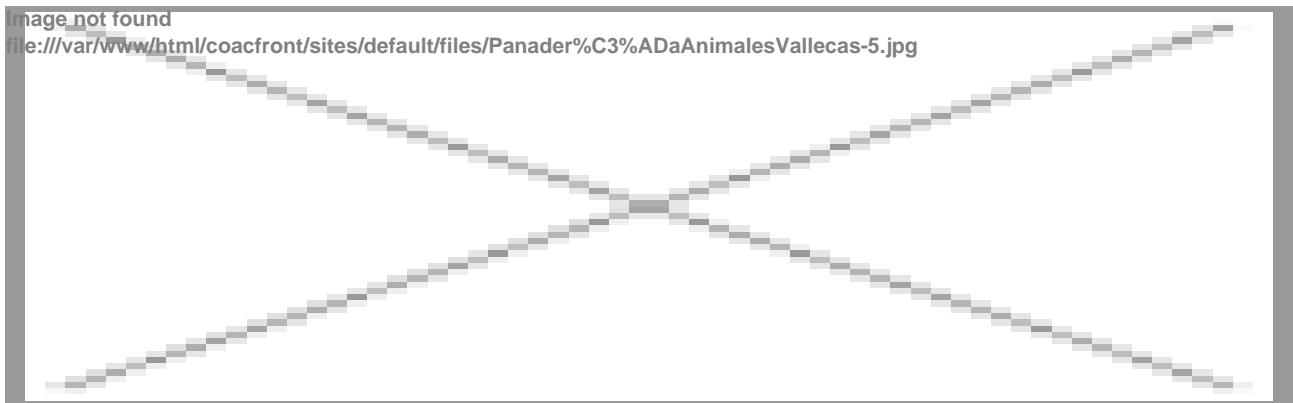 Image not found
file:///var/www/html/coacfront/sites/default/files/Panader%C3%ADaAnimalesVallecas-5.jpg